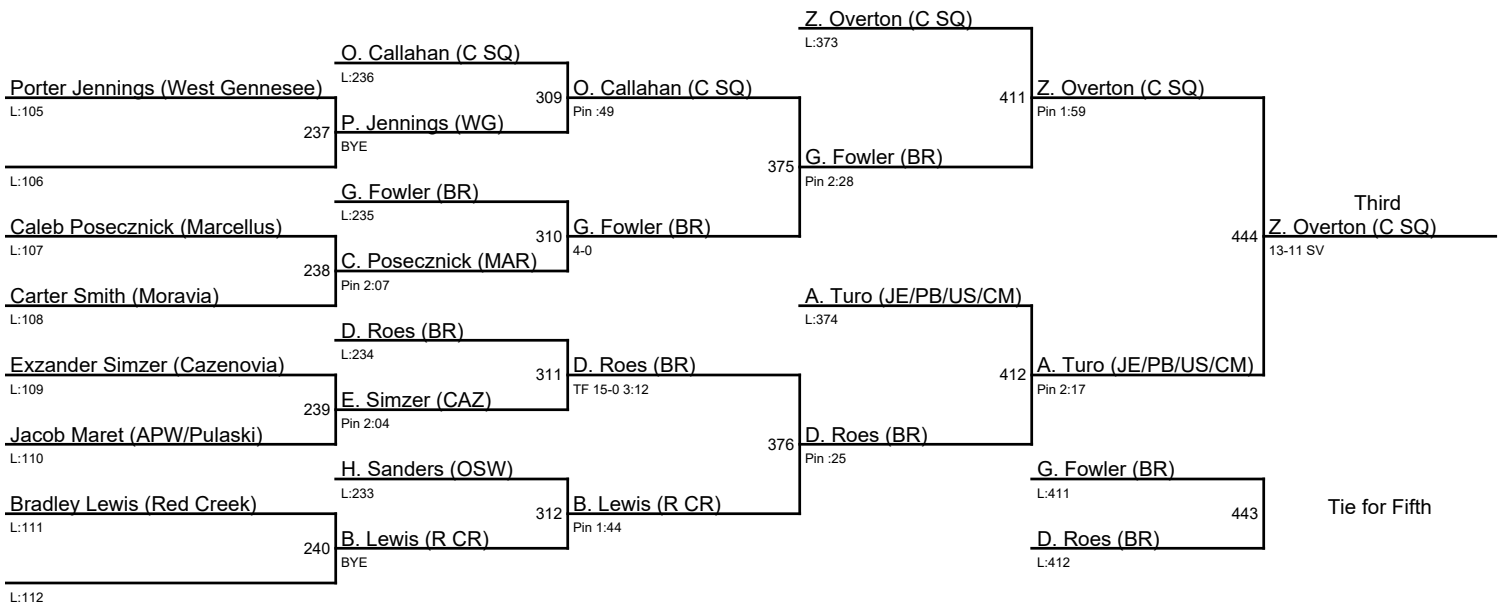 Porter Jennings (West Gennesee)
L:105
L:106
Caleb Posecznick (Marcellus)
L:107
Carter Smith (Moravia)
L:108
Exzander Simzer (Cazenovia)
L:109
Jacob Maret (APW/Pulaski)
L:110
Bradley Lewis (Red Creek)
L:111
L:112
237
238
239
240
O. Callahan (C SQ)
L:236
P. Jennings (WG)
BYE
G. Fowler (BR)
L:235
C. Posecznick (MAR)
Pin 2:07
D. Roes (BR)
L:234
E. Simzer (CAZ)
Pin 2:04
H. Sanders (OSW)
L:233
B. Lewis (R CR)
BYE
309
310
311
312
O. Callahan (C SQ)
Pin :49
G. Fowler (BR)
4-0
D. Roes (BR)
TF 15-0 3:12
B. Lewis (R CR)
Pin 1:44
375
376
Z. Overton (C SQ)
L:373
G. Fowler (BR)
Pin 2:28
A. Turo (JE/PB/US/CM)
L:374
D. Roes (BR)
Pin :25
411
412
Z. Overton (C SQ)
Pin 1:59
A. Turo (JE/PB/US/CM)
Pin 2:17
444
Third
Z. Overton (C SQ)
13-11 SV
G. Fowler (BR)
L:411
443
D. Roes (BR)
L:412
Tie for Fifth